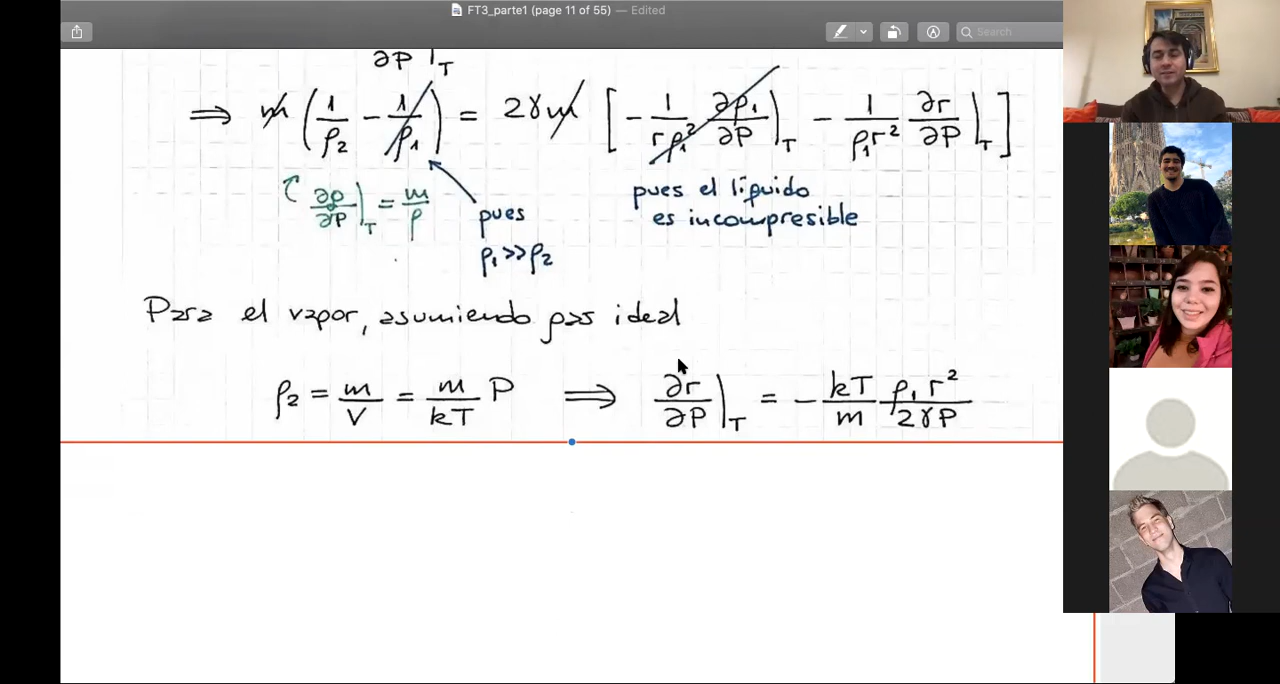 FT3_parte1 (page 11 of 55) — Edited
Search
∂P |T
⟹ m (1/ρ2 − 1/ρ1) = 2γm [− 1/(rρ1²) ∂ρ1/∂P)T − 1/(ρ1r²) ∂r/∂P)T]
∂ρ/∂P)T = m/ρ
pues
ρ1>>ρ2
pues el líquido
es incompresible
Para el vapor, asumiendo gas ideal
ρ2 = m/V = m/kT P ⟹ ∂r/∂P)T = − kT/m ρ1r²/2γP